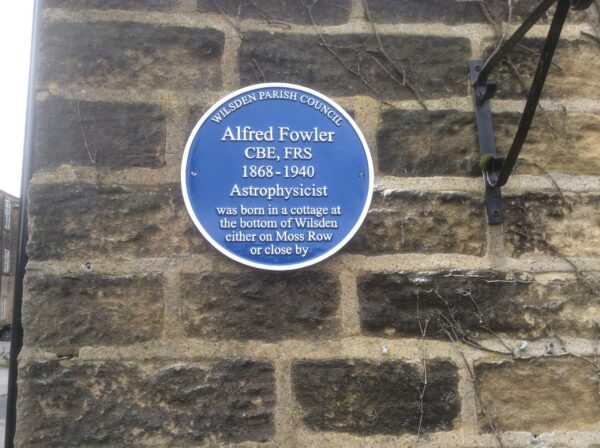 WILSDEN PARISH COUNCIL
Alfred Fowler
CBE, FRS
1868-1940
Astrophysicist
was born in a cottage at
the bottom of Wilsden
either on Moss Row
or close by